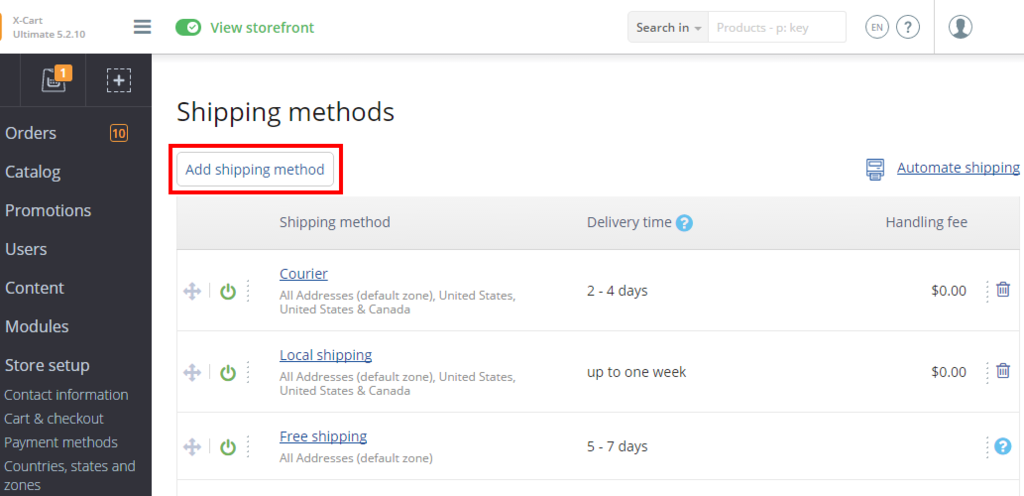 X-Cart
Ultimate 5.2.10
View storefront
Search in
Products - p: key
EN
?
1
Orders 10
Catalog
Promotions
Users
Content
Modules
Store setup
Contact information
Cart & checkout
Payment methods
Countries, states and
zones
Shipping methods
Add shipping method
Automate shipping
Shipping method Delivery time ? Handling fee
Courier
All Addresses (default zone), United States,
United States & Canada
2 - 4 days
$0.00
Local shipping
All Addresses (default zone), United States,
United States & Canada
up to one week
$0.00
Free shipping
All Addresses (default zone)
5 - 7 days
?